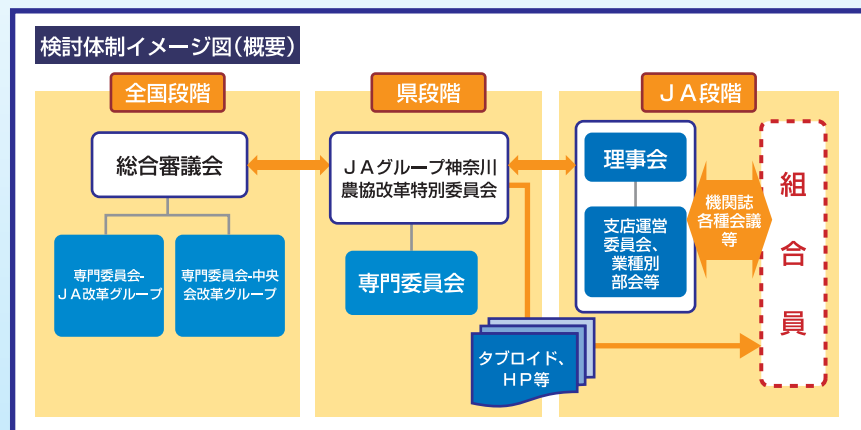 検討体制イメージ図(概要)
全国段階
総合審議会
専門委員会-
JA改革グループ
専門委員会-中央
会改革グループ
県段階
JAグループ神奈川
農協改革特別委員会
専門委員会
タブロイド、
HP等
JA段階
理事会
支店運営
委員会、
業種別
部会等
機関誌
各種会議
等
組合員